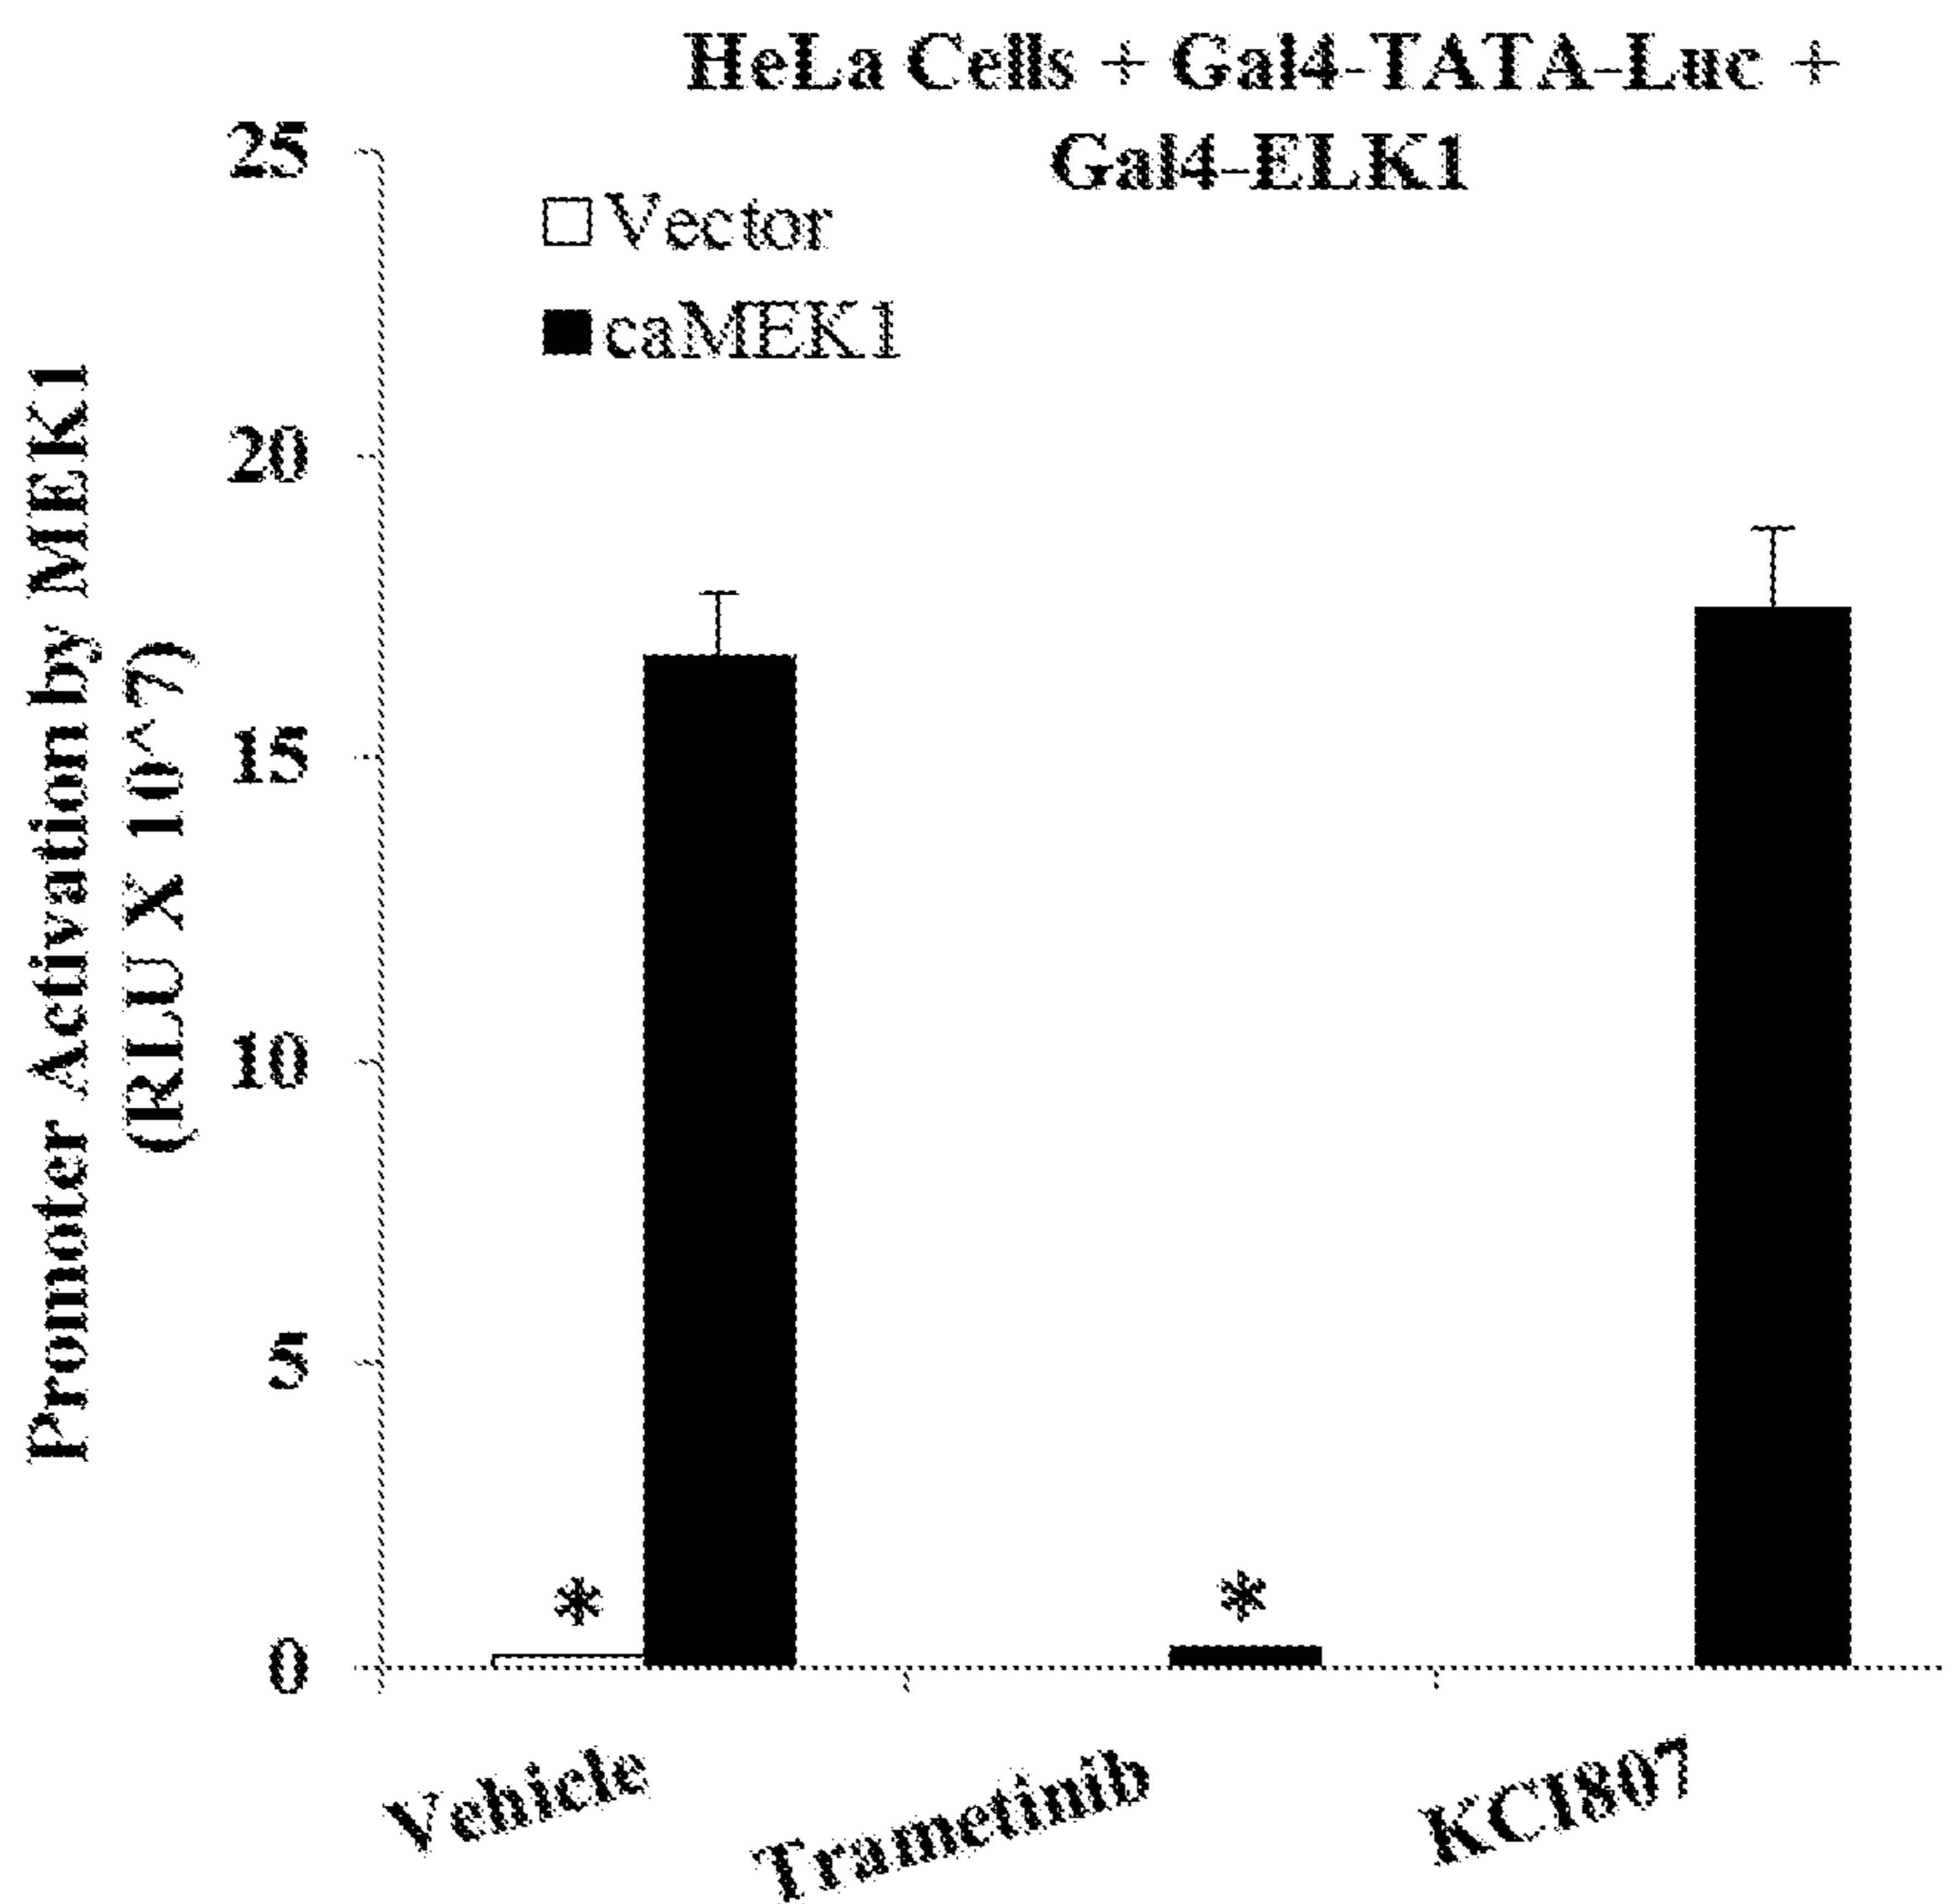 HeLa Cells + Gal4-TATA-Luc +
Gal4-ELK1
Vector
caMEK1
Promoter Activation by MEK1
(RLU X 10^7)
25
20
15
10
5
0
*
*
Vehicle
Trametinib
KCI807